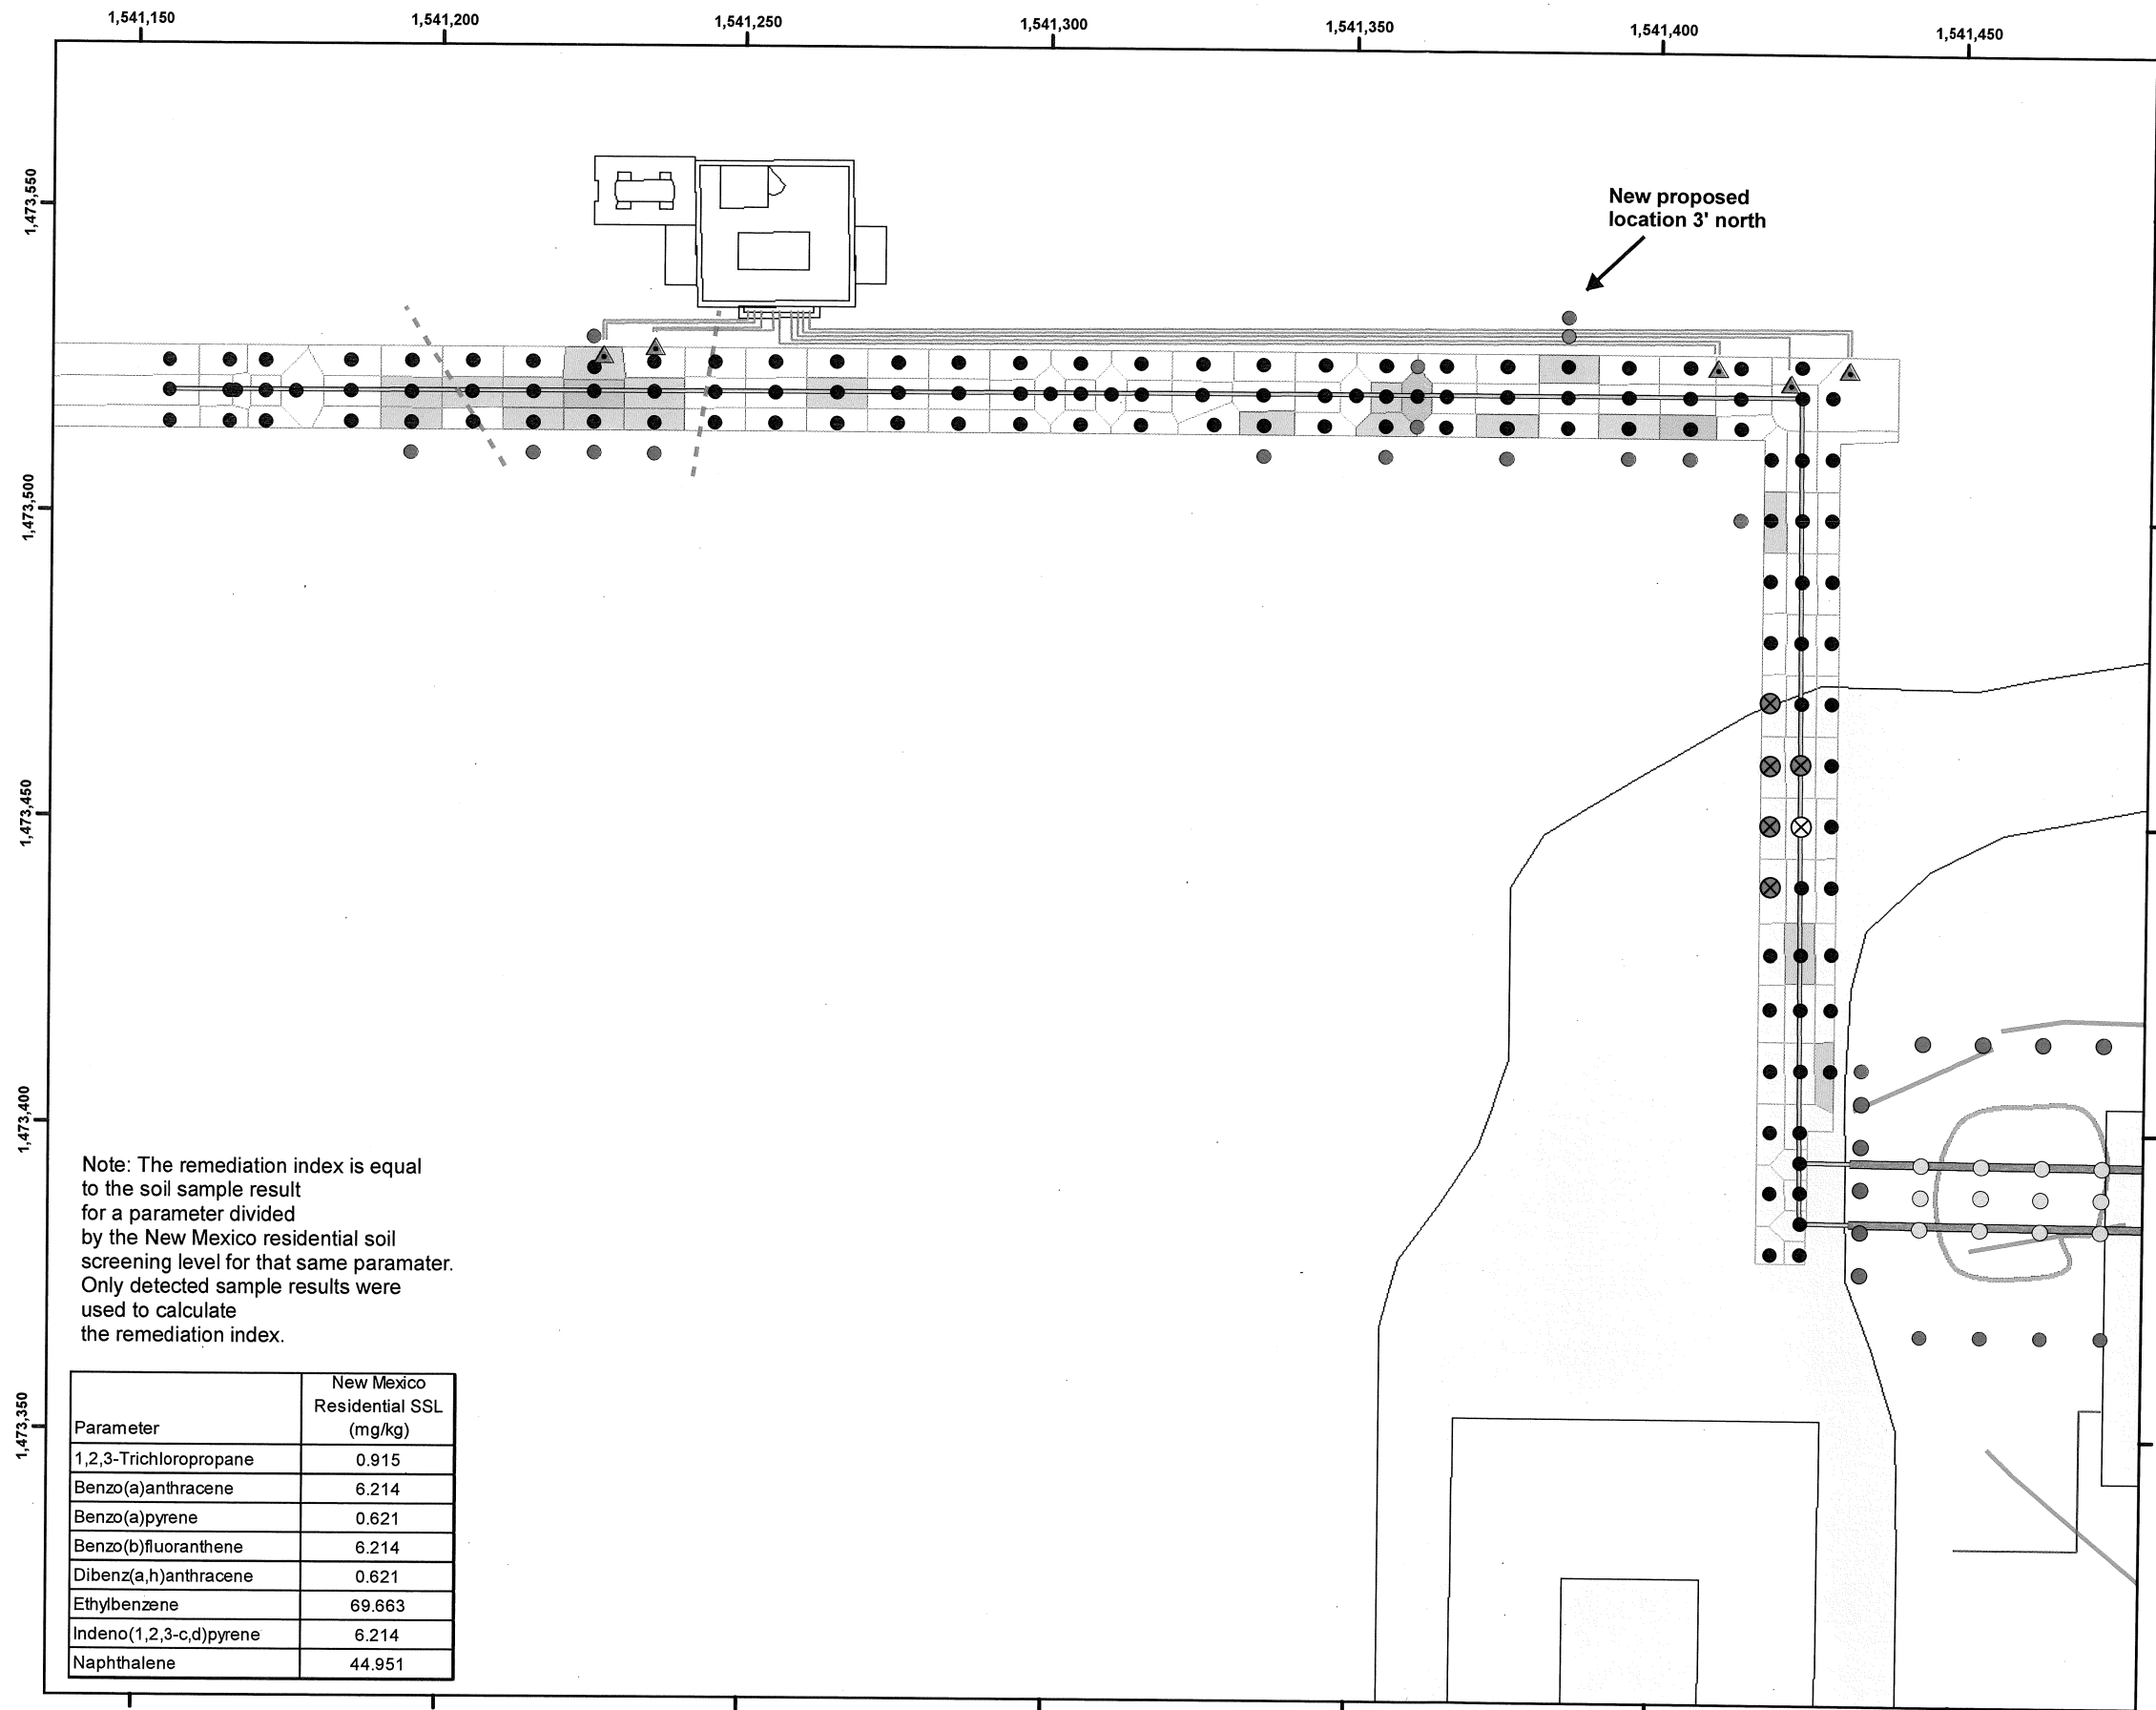 1,541,150
1,541,200
1,541,250
1,541,300
1,541,350
1,541,400
1,541,450
1,473,550
1,473,500
1,473,450
1,473,400
1,473,350
New proposed
location 3' north
Note: The remediation index is equal
to the soil sample result
for a parameter divided
by the New Mexico residential soil
screening level for that same paramater.
Only detected sample results were
used to calculate
the remediation index.
New Mexico
Residential SSL
Parameter (mg/kg)
1,2,3-Trichloropropane 0.915
Benzo(a)anthracene 6.214
Benzo(a)pyrene 0.621
Benzo(b)fluoranthene 6.214
Dibenz(a,h)anthracene 0.621
Ethylbenzene 69.663
Indeno(1,2,3-c,d)pyrene 6.214
Naphthalene 44.951